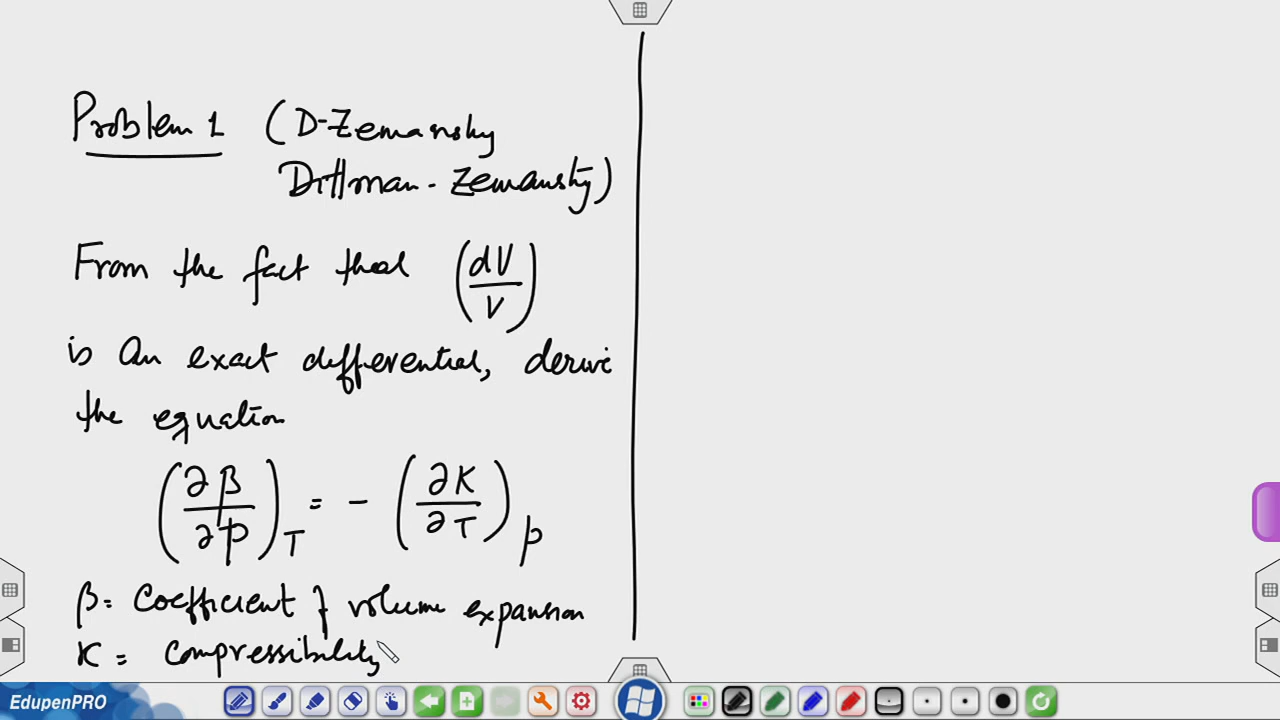 Problem 1 (D-Zemansky
Dittman - Zemansky)
From the fact that (dV/V)
is an exact differential, derive
the equation
(∂β/∂p)_T = - (∂K/∂T)_p
β = Coefficient of volume expansion
K = Compressibility
EdupenPRO